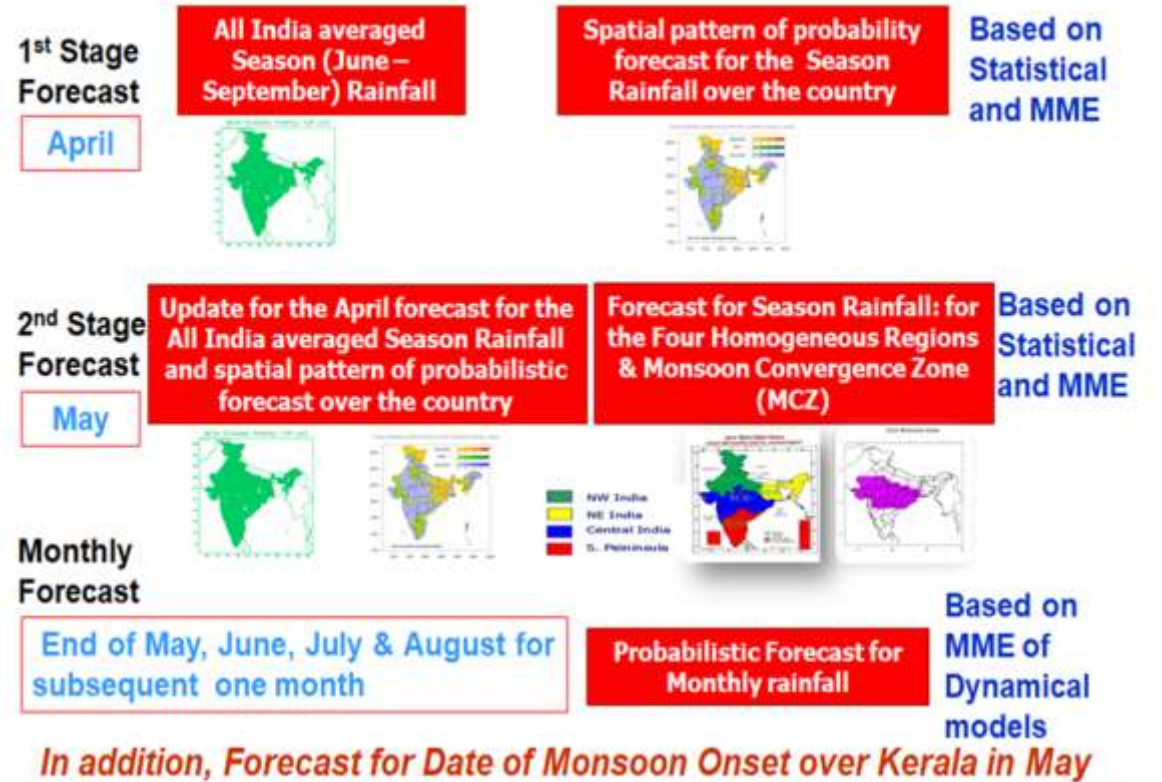 1st Stage
Forecast
April
All India averaged
Season (June –
September) Rainfall
Spatial pattern of probability
forecast for the Season
Rainfall over the country
Based on
Statistical
and MME
2nd Stage
Forecast
May
Update for the April forecast for the
All India averaged Season Rainfall
and spatial pattern of probabilistic
forecast over the country
Forecast for Season Rainfall: for
the Four Homogeneous Regions
& Monsoon Convergence Zone
(MCZ)
Based on
Statistical
and MME
NW India
NE India
Central India
S. Peninsula
Monthly
Forecast
End of May, June, July & August for
subsequent one month
Probabilistic Forecast for
Monthly rainfall
Based on
MME of
Dynamical
models
In addition, Forecast for Date of Monsoon Onset over Kerala in May